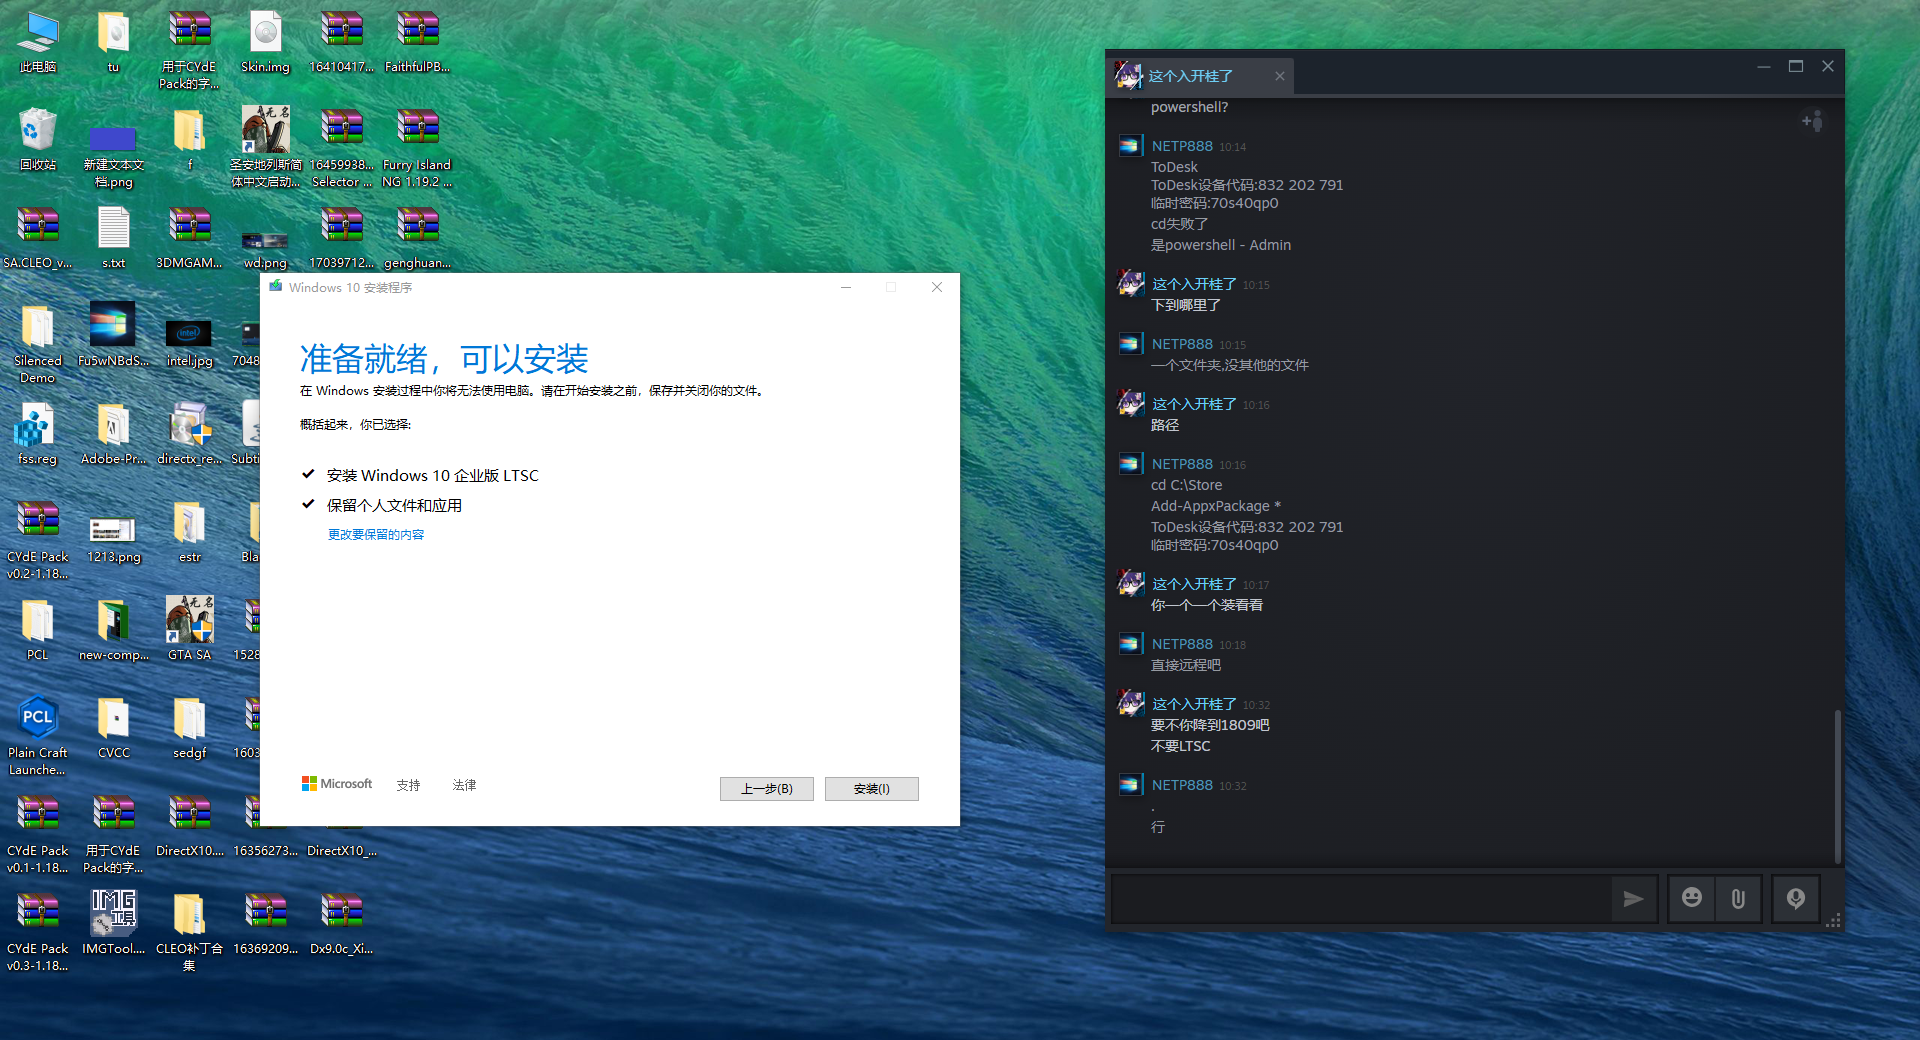 此电脑
tu
用于CYdE
Pack的字...
Skin.img
16410417...
FaithfulPB...
回收站
新建文本文
档.png
f
无名
圣安地列斯简
体中文启动...
16459938...
Selector ...
Furry Island
NG 1.19.2 ...
SA.CLEO_v...
s.txt
3DMGAM...
wd.png
17039712...
genghuan...
Silenced
Demo
Fu5wNBdS...
intel
intel.jpg
7048
fss.reg
Adobe-Pr...
directx_re...
Subti
CYdE Pack
v0.2-1.18...
1213.png
estr
Bla
PCL
new-comp...
无名
GTA SA
1528
PCL
Plain Craft
Launche...
CVCC
sedgf
1603
CYdE Pack
v0.1-1.18...
用于CYdE
Pack的字...
DirectX10....
16356273...
DirectX10_...
CYdE Pack
v0.3-1.18...
IMG
工具
IMGTool....
CLEO补丁合
集
16369209...
Dx9.0c_Xi...
Windows 10 安装程序
准备就绪，可以安装
在 Windows 安装过程中你将无法使用电脑。请在开始安装之前，保存并关闭你的文件。
概括起来，你已选择:
安装 Windows 10 企业版 LTSC
保留个人文件和应用
更改要保留的内容
Microsoft 支持 法律
上一步(B) 安装(I)
这个入开桂了
powershell?
NETP888 10:14
ToDesk
ToDesk设备代码:832 202 791
临时密码:70s40qp0
cd失败了
是powershell - Admin
这个入开桂了 10:15
下到哪里了
NETP888 10:15
一个文件夹,没其他的文件
这个入开桂了 10:16
路径
NETP888 10:16
cd C:\Store
Add-AppxPackage *
ToDesk设备代码:832 202 791
临时密码:70s40qp0
这个入开桂了 10:17
你一个一个装看看
NETP888 10:18
直接远程吧
这个入开桂了 10:32
要不你降到1809吧
不要LTSC
NETP888 10:32
.
行